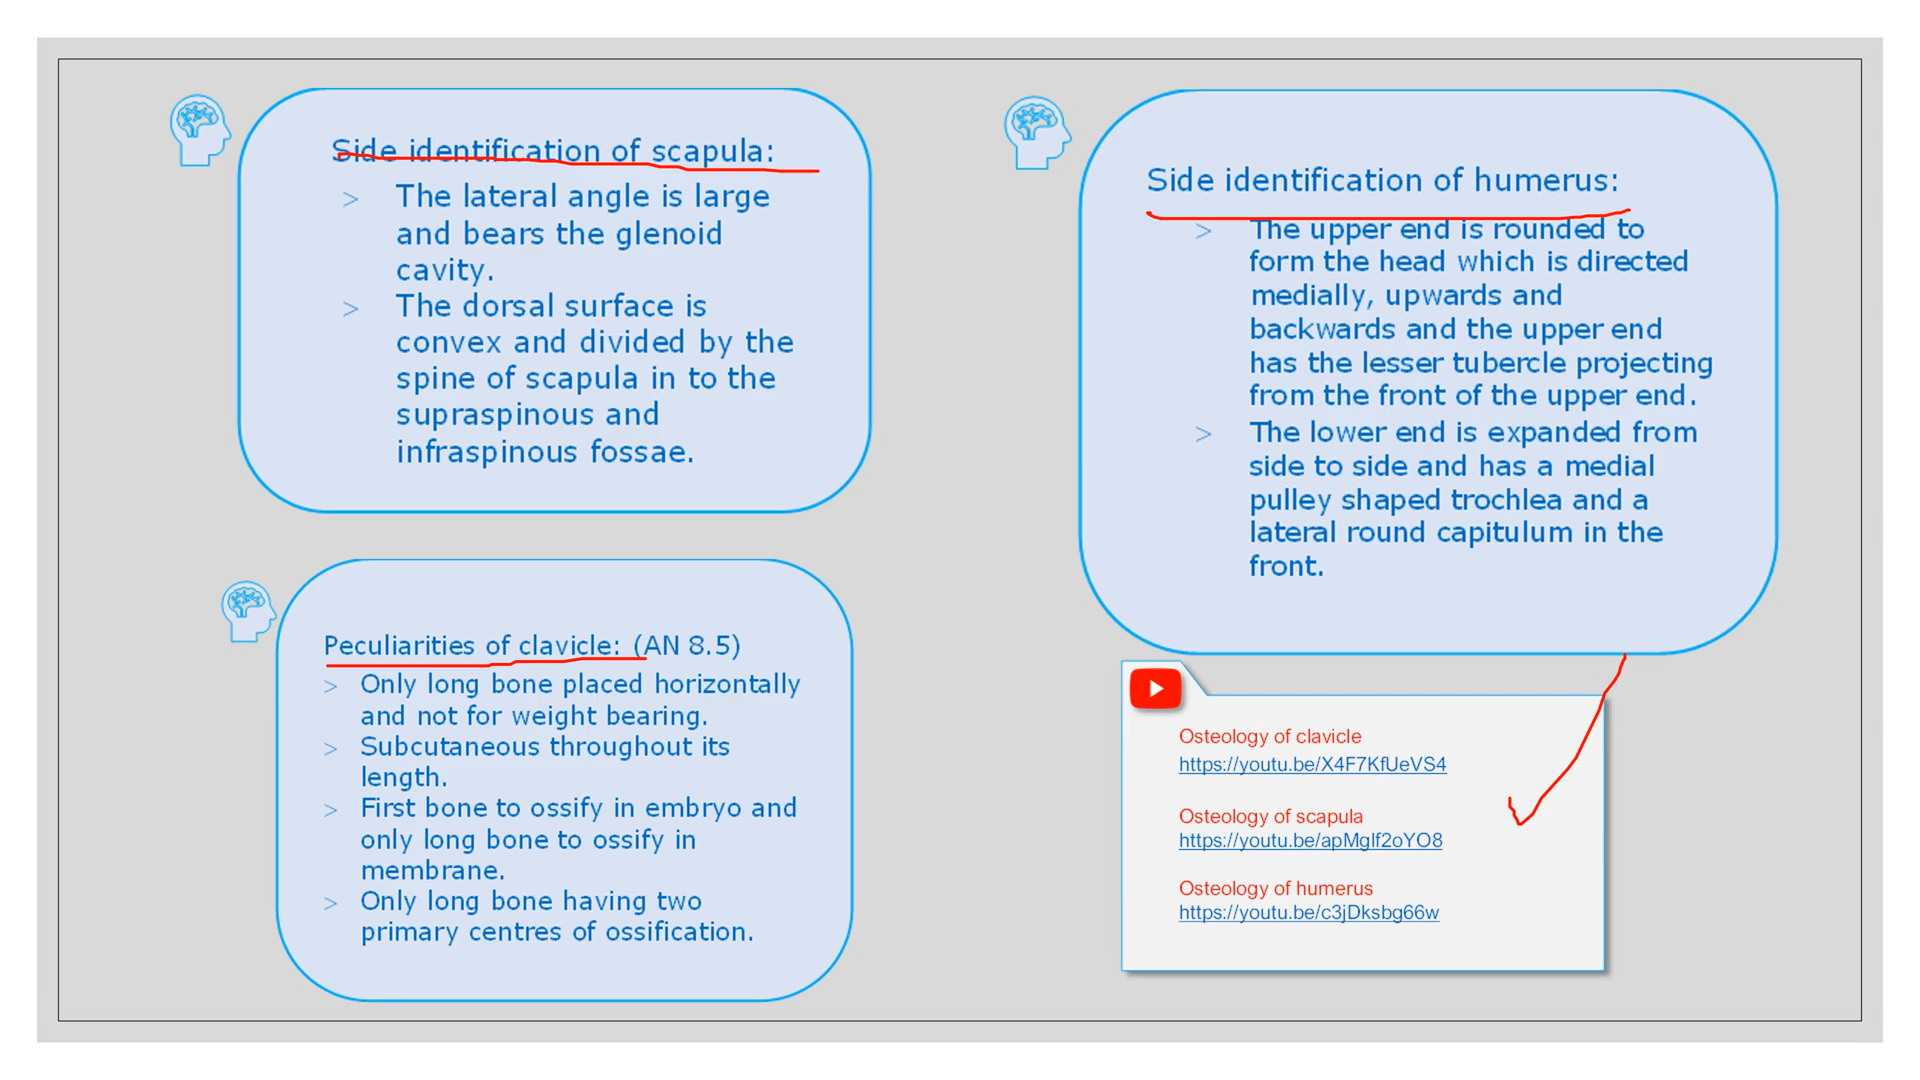 Side identification of scapula:
> The lateral angle is large
and bears the glenoid
cavity.
> The dorsal surface is
convex and divided by the
spine of scapula in to the
supraspinous and
infraspinous fossae.
Peculiarities of clavicle: (AN 8.5)
> Only long bone placed horizontally
and not for weight bearing.
> Subcutaneous throughout its
length.
> First bone to ossify in embryo and
only long bone to ossify in
membrane.
> Only long bone having two
primary centres of ossification.
Side identification of humerus:
> The upper end is rounded to
form the head which is directed
medially, upwards and
backwards and the upper end
has the lesser tubercle projecting
from the front of the upper end.
> The lower end is expanded from
side to side and has a medial
pulley shaped trochlea and a
lateral round capitulum in the
front.
Osteology of clavicle
https://youtu.be/X4F7KfUeVS4
Osteology of scapula
https://youtu.be/apMglf2oYO8
Osteology of humerus
https://youtu.be/c3jDksbg66w